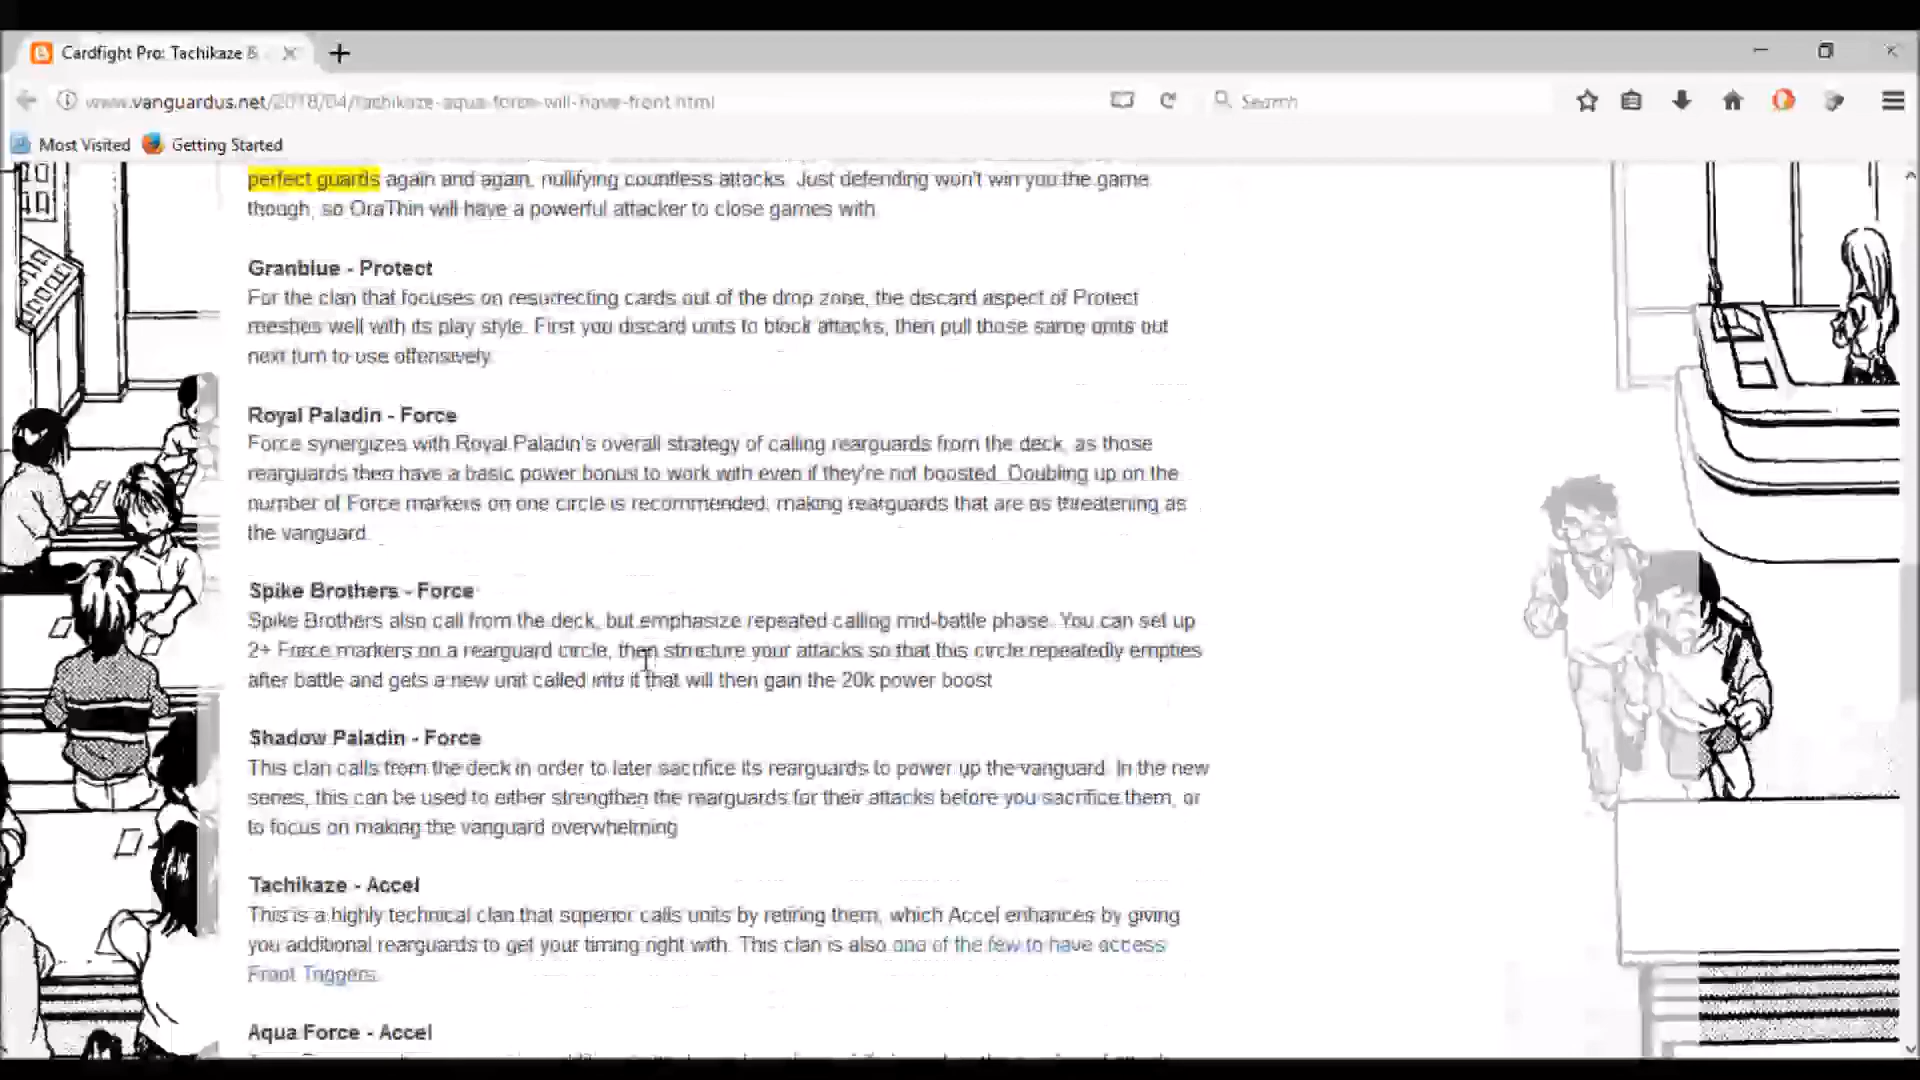 Cardfight Pro: Tachikaze &
www.vanguardus.net/2018/04/tachikaze-aqua-force-will-have-front.html
Search
Most Visited
Getting Started
perfect guards again and again, nullifying countless attacks. Just defending won't win you the game
though, so OraThin will have a powerful attacker to close games with.
Granblue - Protect
For the clan that focuses on resurrecting cards out of the drop zone, the discard aspect of Protect
meshes well with its play style. First you discard units to block attacks, then pull those same units out
next turn to use offensively.
Royal Paladin - Force
Force synergizes with Royal Paladin's overall strategy of calling rearguards from the deck, as those
rearguards then have a basic power bonus to work with even if they're not boosted. Doubling up on the
number of Force markers on one circle is recommended, making rearguards that are as threatening as
the vanguard.
Spike Brothers - Force
Spike Brothers also call from the deck, but emphasize repeated calling mid-battle phase. You can set up
2+ Force markers on a rearguard circle, then structure your attacks so that this circle repeatedly empties
after battle and gets a new unit called into it that will then gain the 20k power boost
Shadow Paladin - Force
This clan calls from the deck in order to later sacrifice its rearguards to power up the vanguard. In the new
series, this can be used to either strengthen the rearguards for their attacks before you sacrifice them, or
to focus on making the vanguard overwhelming
Tachikaze - Accel
This is a highly technical clan that superior calls units by retiring them, which Accel enhances by giving
you additional rearguards to get your timing right with. This clan is also one of the few to have access
Front Triggers.
Aqua Force - Accel